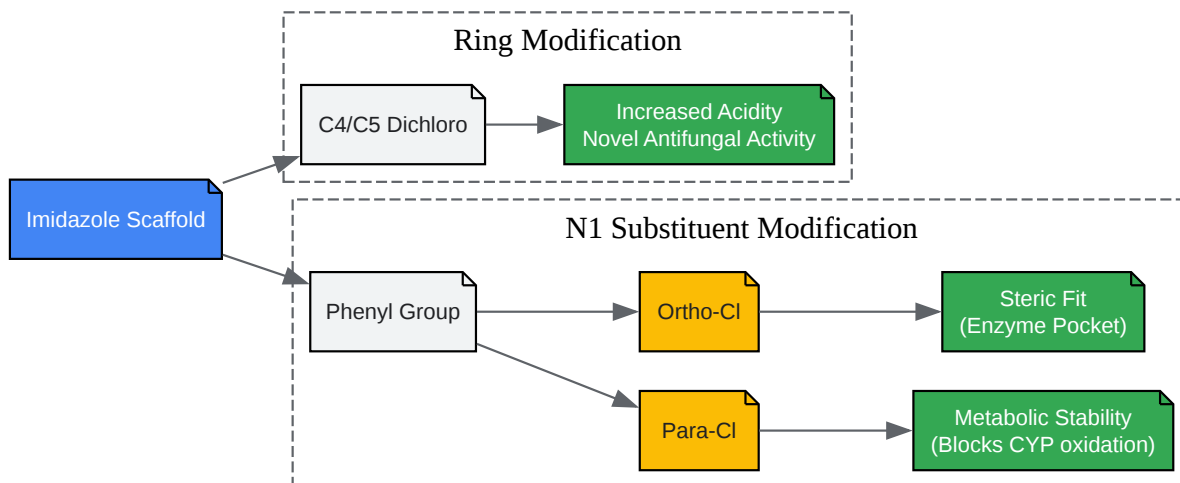 Ring Modification
C4/C5 Dichloro
Increased Acidity
Novel Antifungal Activity
Imidazole Scaffold
N1 Substituent Modification
Phenyl Group
Ortho-Cl
Steric Fit
(Enzyme Pocket)
Para-Cl
Metabolic Stability
(Blocks CYP oxidation)